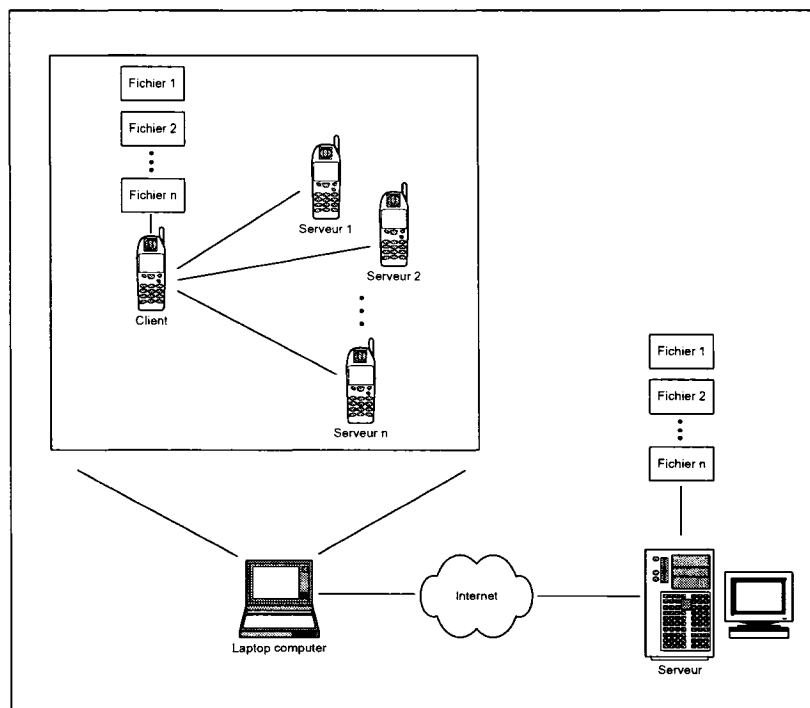 Fichier 1
Fichier 2
Fichier n
Serveur 1
Serveur 2
Client
Serveur n
Fichier 1
Fichier 2
Fichier n
Internet
Laptop computer
Serveur